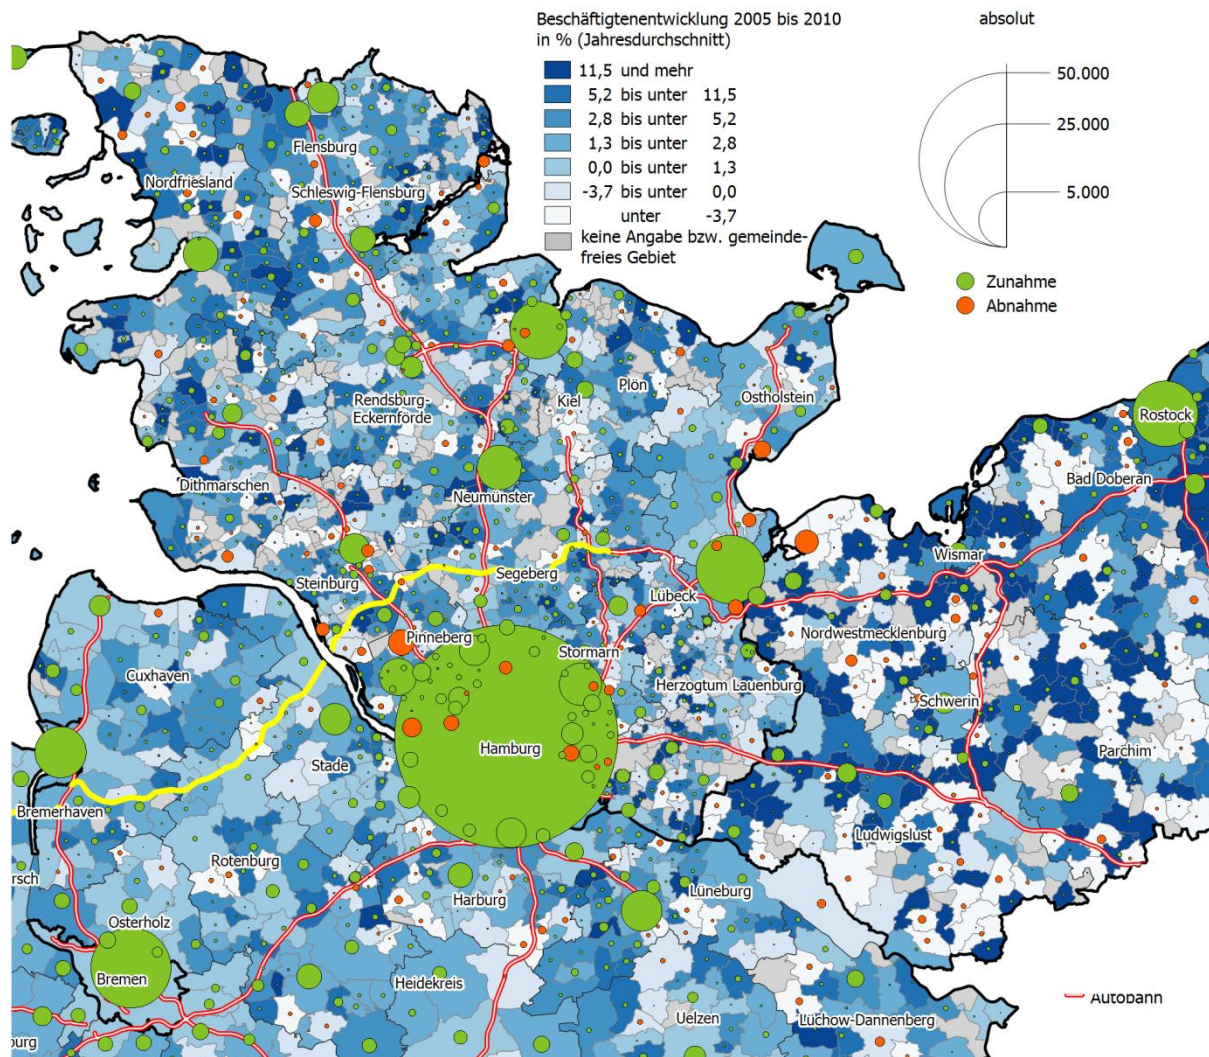 Beschäftigtenentwicklung 2005 bis 2010
in % (Jahresdurchschnitt)
11,5 und mehr
5,2 bis unter 11,5
2,8 bis unter 5,2
1,3 bis unter 2,8
0,0 bis unter 1,3
-3,7 bis unter 0,0
unter -3,7
keine Angabe bzw. gemeinde-
freies Gebiet
absolut
50.000
25.000
5.000
Zunahme
Abnahme
Flensburg
Nordfriesland
Schleswig-Flensburg
Rendsburg-
Eckernförde
Kiel
Plön
Ostholstein
Rostock
Dithmarschen
Neumünster
Bad Doberan
Wismar
Steinburg
Segeberg
Lübeck
Pinneberg
Stormarn
Nordwestmecklenburg
Cuxhaven
Herzogtum Lauenburg
Schwerin
Hamburg
Stade
Parchim
Bremerhaven
Ludwigslust
Rotenburg
ersch
Harburg
Lüneburg
Osterholz
Bremen
Heidekreis
Autobahn
Uelzen
Lüchow-Dannenberg
burg